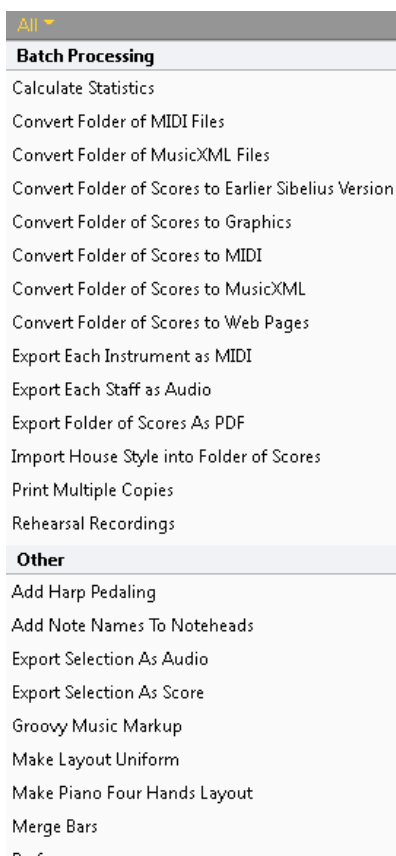 All
Batch Processing
Calculate Statistics
Convert Folder of MIDI Files
Convert Folder of MusicXML Files
Convert Folder of Scores to Earlier Sibelius Version
Convert Folder of Scores to Graphics
Convert Folder of Scores to MIDI
Convert Folder of Scores to MusicXML
Convert Folder of Scores to Web Pages
Export Each Instrument as MIDI
Export Each Staff as Audio
Export Folder of Scores As PDF
Import House Style into Folder of Scores
Print Multiple Copies
Rehearsal Recordings
Other
Add Harp Pedaling
Add Note Names To Noteheads
Export Selection As Audio
Export Selection As Score
Groovy Music Markup
Make Layout Uniform
Make Piano Four Hands Layout
Merge Bars